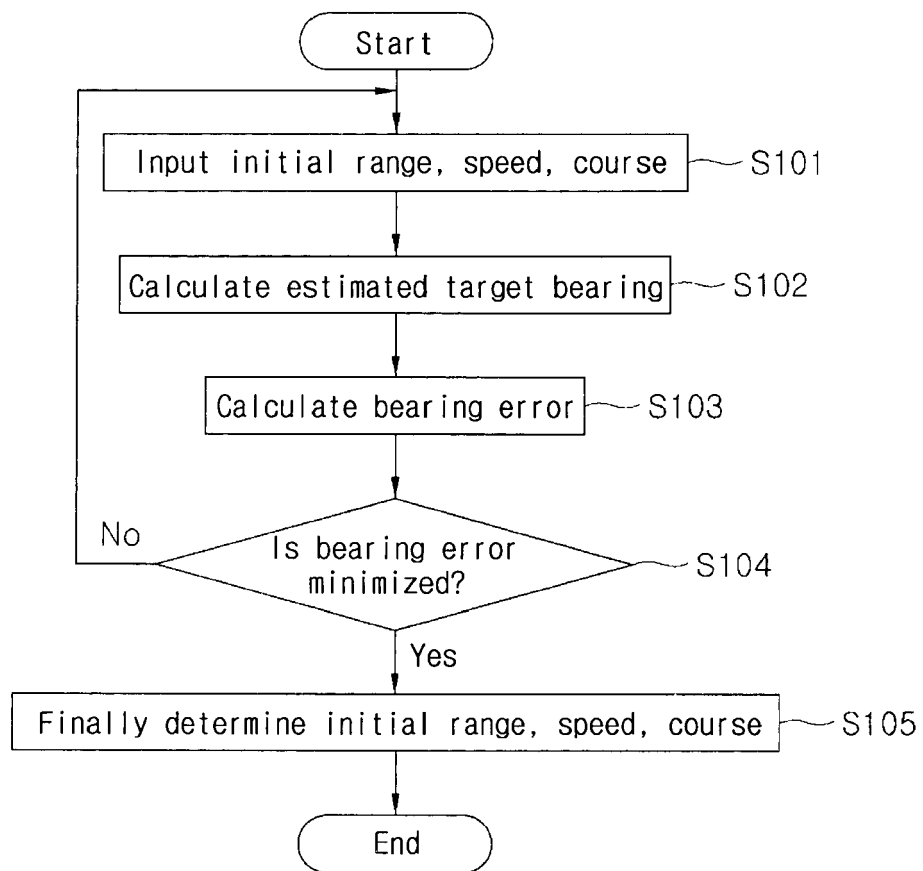 Start
Input initial range, speed, course
S101
Calculate estimated target bearing
S102
Calculate bearing error
S103
No
Is bearing error
minimized?
S104
Yes
Finally determine initial range, speed, course
S105
End